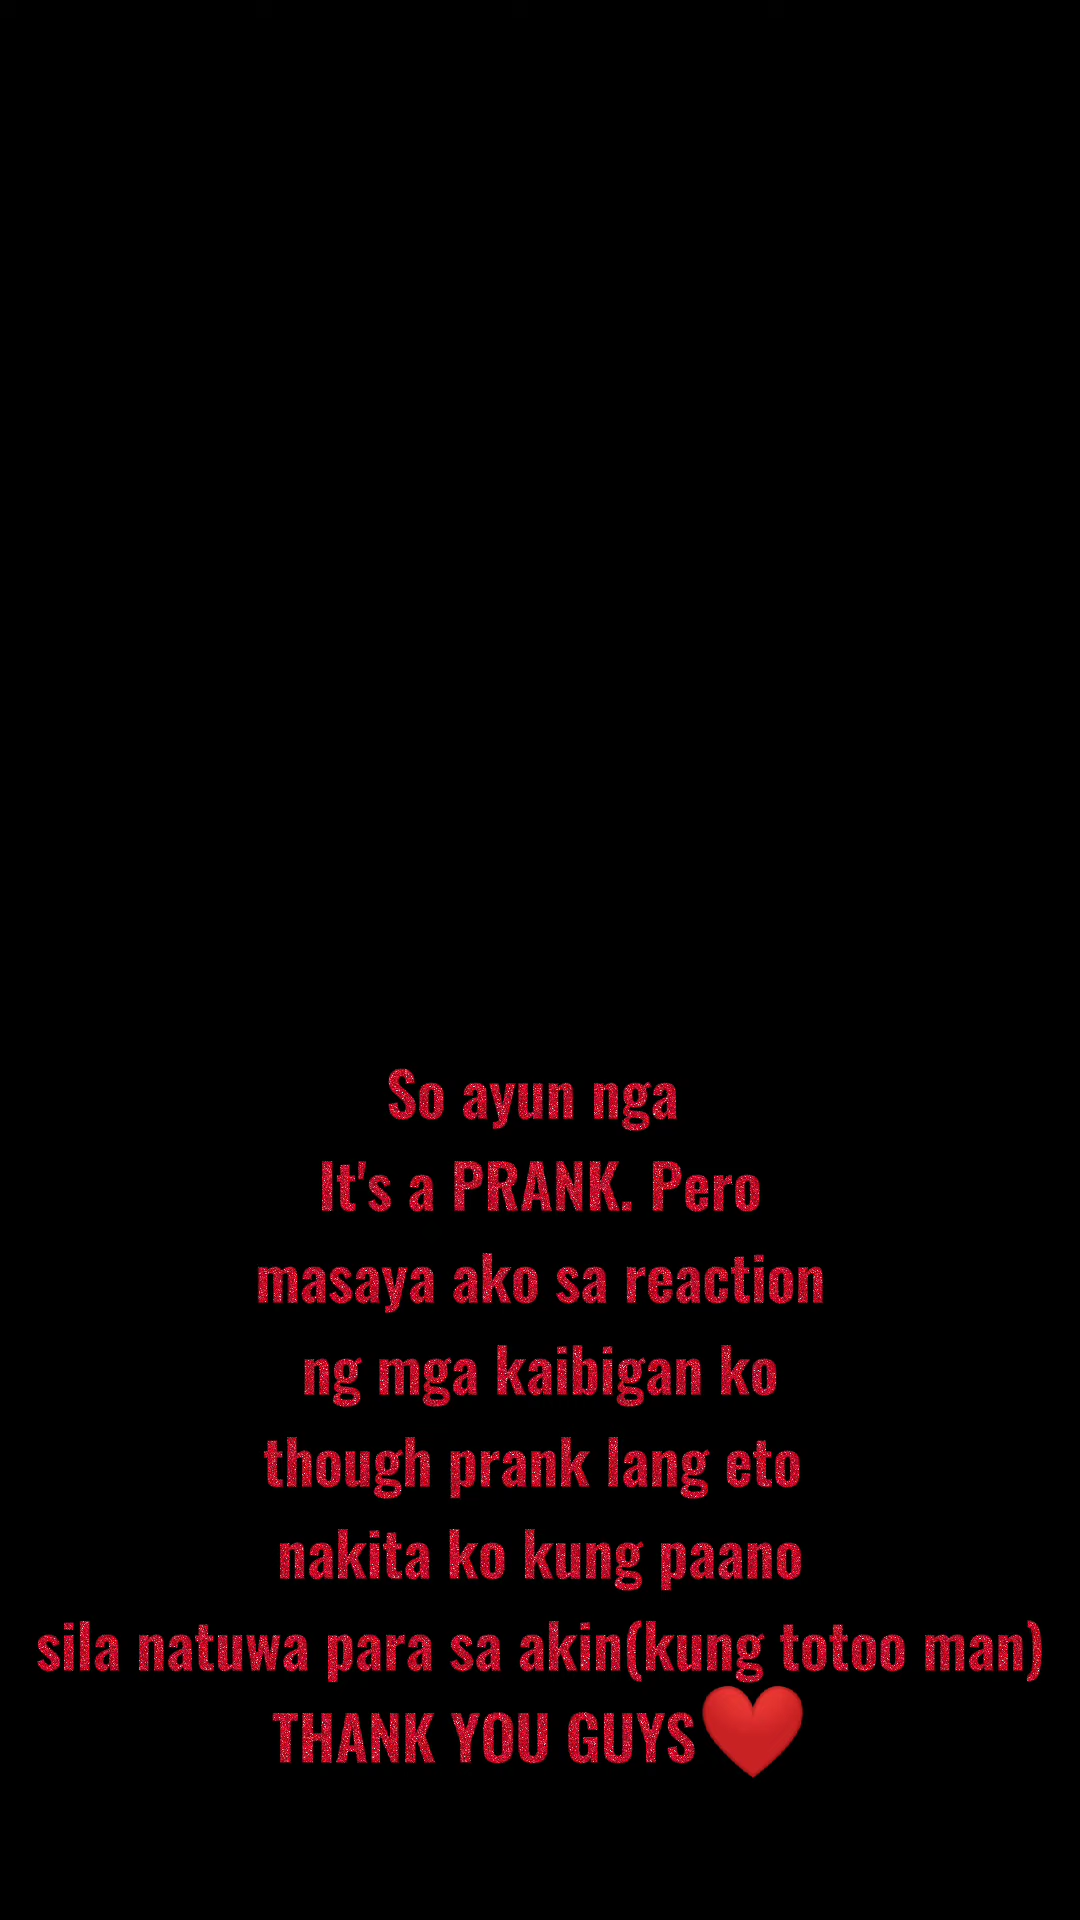 So ayun nga
It's a PRANK. Pero
masaya ako sa reaction
ng mga kaibigan ko
though prank lang eto
nakita ko kung paano
sila natuwa para sa akin(kung totoo man)
THANK YOU GUYS❤️